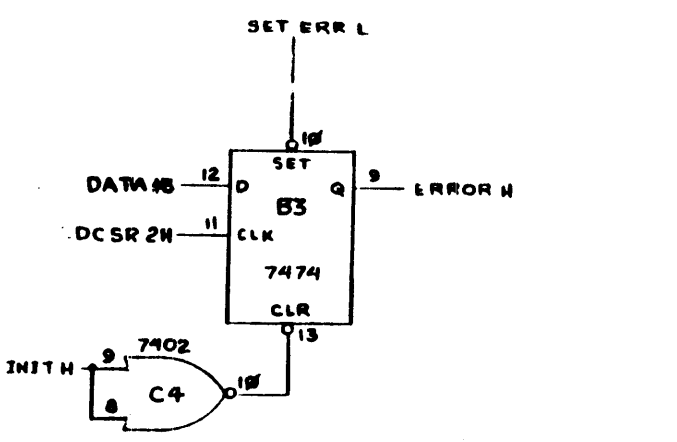 SET ERR L
10
SET
DATA
12
D
Q
9
ERROR H
B3
DCSR 2H
11
CLK
7474
CLR
13
7402
INIT H
9
C4
10
8